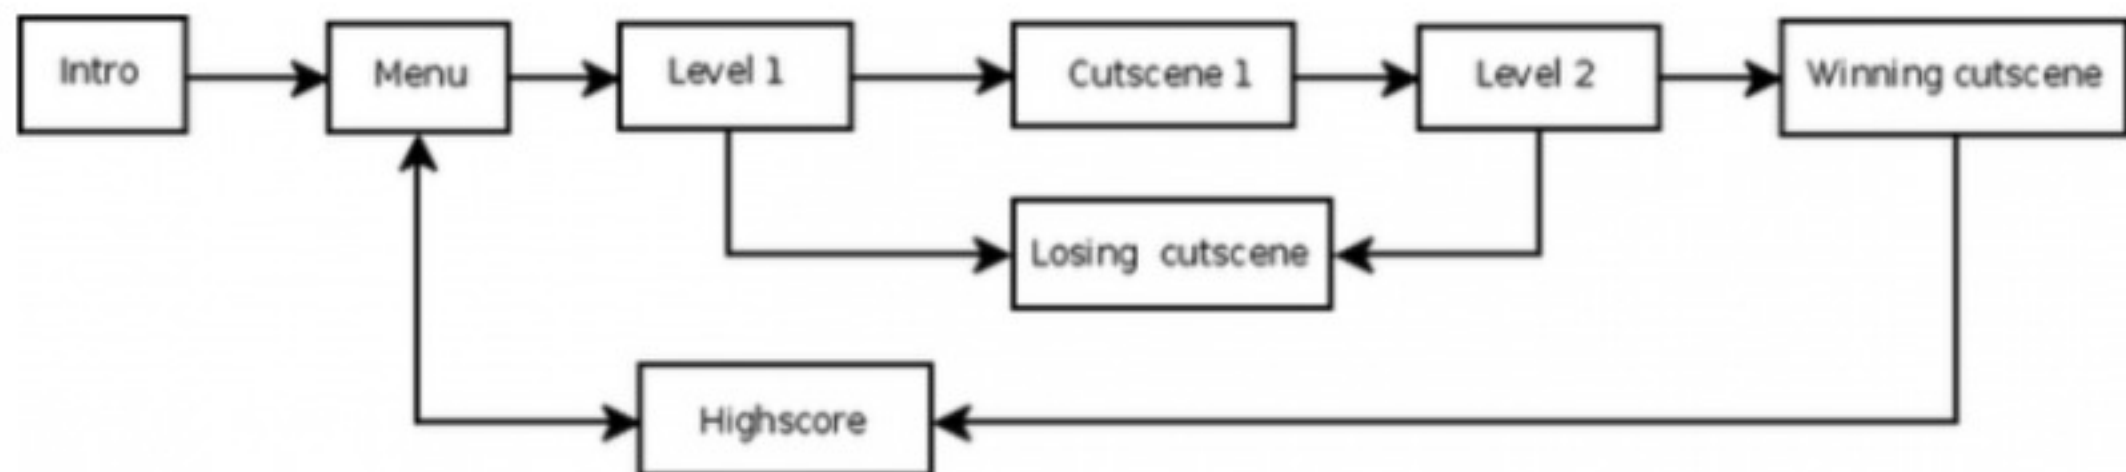 Intro
Menu
Level 1
Cutscene 1
Level 2
Winning cutscene
Losing cutscene
Highscore